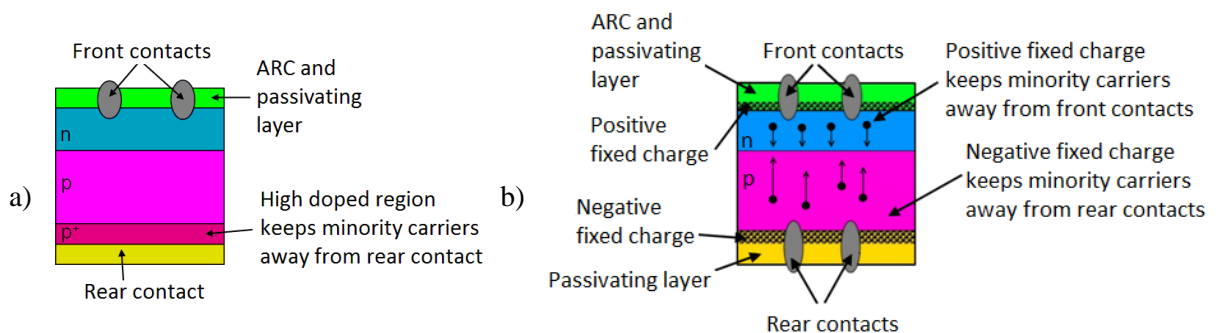 a)
Front contacts
ARC and
passivating
layer
n
p
p+
High doped region
keeps minority carriers
away from rear contact
Rear contact
b)
ARC and
passivating
layer
Front contacts
Positive fixed charge
keeps minority carriers
away from front contacts
Positive
fixed charge
n
p
Negative fixed charge
keeps minority carriers
away from rear contacts
Negative
fixed charge
Passivating layer
Rear contacts